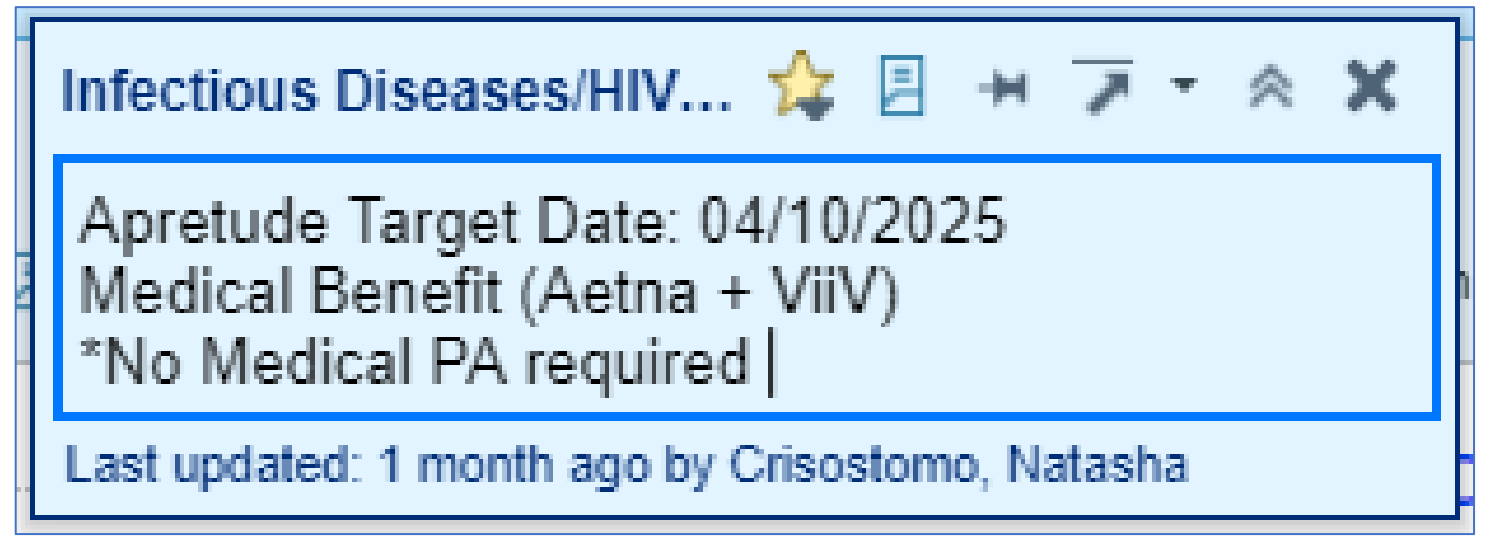 Infectious Diseases/HIV...
Apretude Target Date: 04/10/2025
Medical Benefit (Aetna + ViiV)
*No Medical PA required
Last updated: 1 month ago by Crisostomo, Natasha